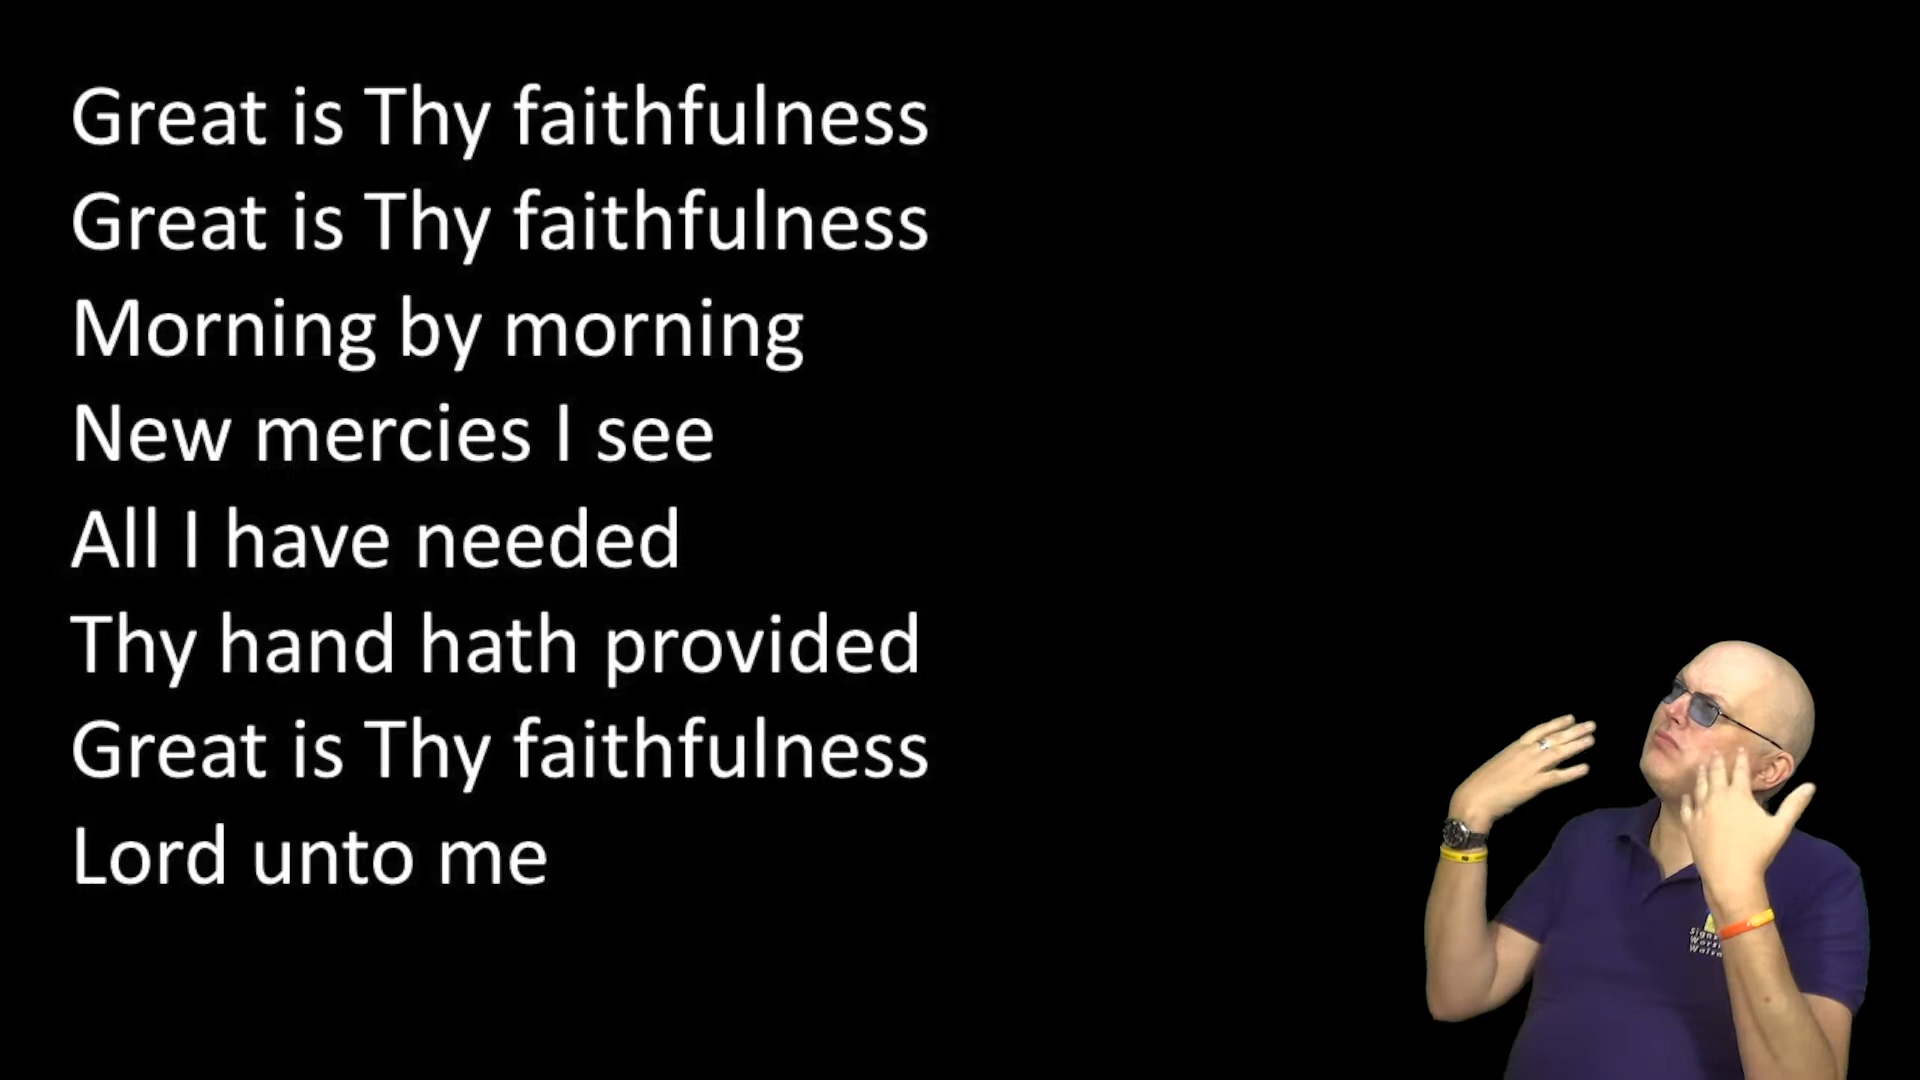 Great is Thy faithfulness
Great is Thy faithfulness
Morning by morning
New mercies I see
All I have needed
Thy hand hath provided
Great is Thy faithfulness
Lord unto me